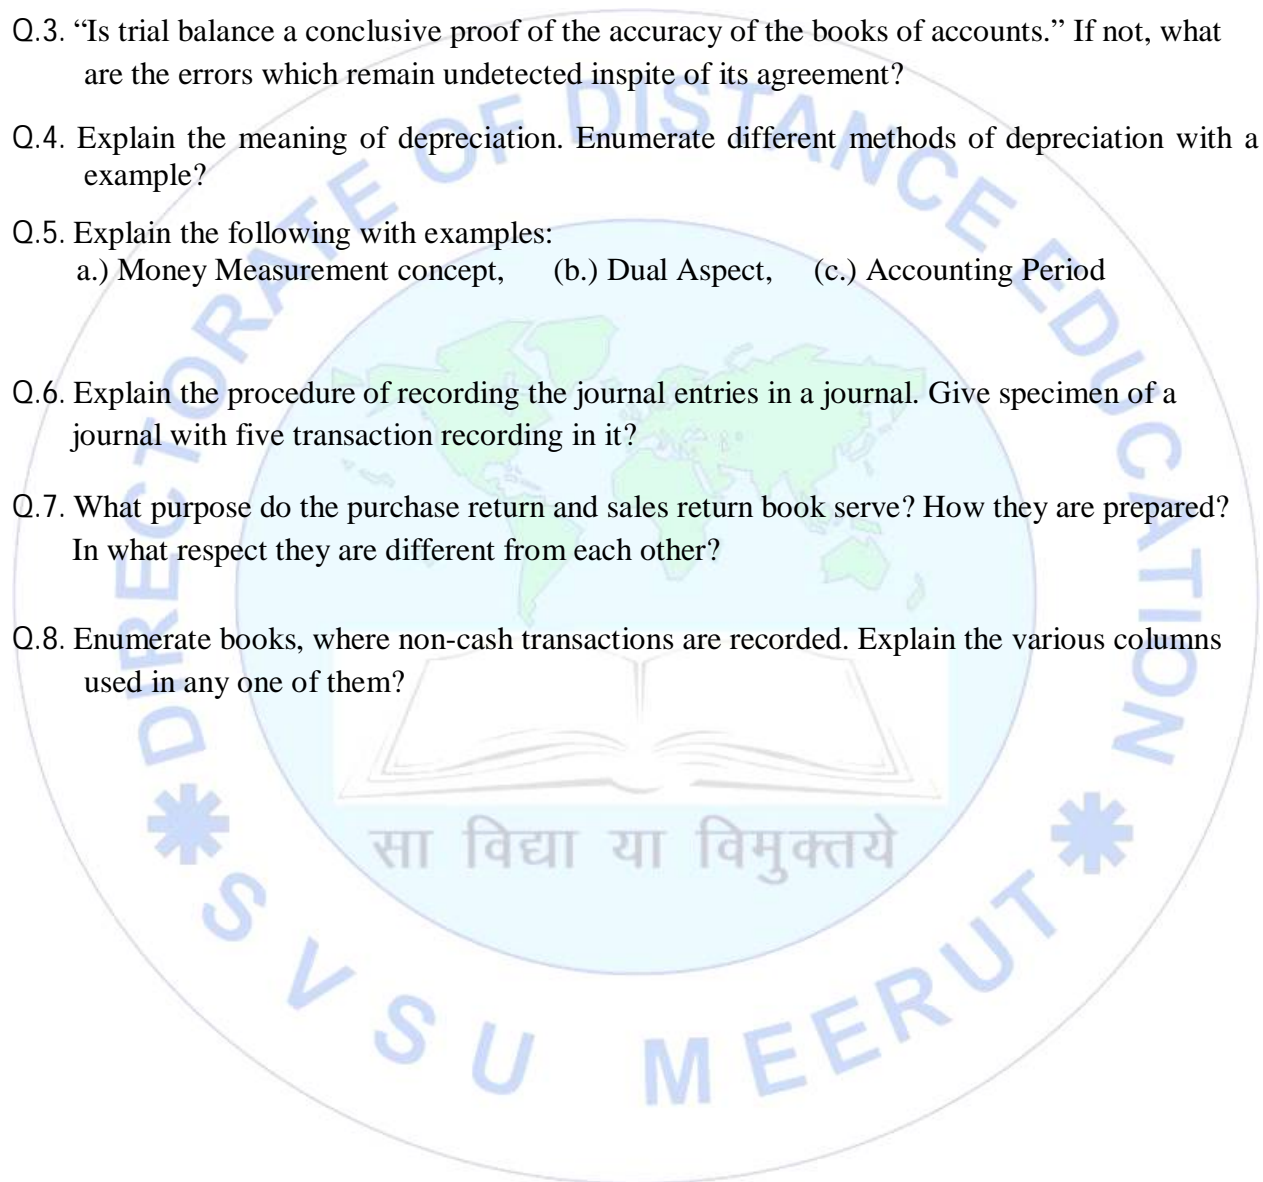 Q.3. “Is trial balance a conclusive proof of the accuracy of the books of accounts.” If not, what
are the errors which remain undetected inspite of its agreement?
Q.4. Explain the meaning of depreciation. Enumerate different methods of depreciation with a
example?
Q.5. Explain the following with examples:
a.) Money Measurement concept, (b.) Dual Aspect, (c.) Accounting Period
Q.6. Explain the procedure of recording the journal entries in a journal. Give specimen of a
journal with five transaction recording in it?
Q.7. What purpose do the purchase return and sales return book serve? How they are prepared?
In what respect they are different from each other?
Q.8. Enumerate books, where non-cash transactions are recorded. Explain the various columns
used in any one of them?
DIRECTORATE OF DISTANCE EDUCATION
सा विद्या या विमुक्तये
SVSU MEERUT